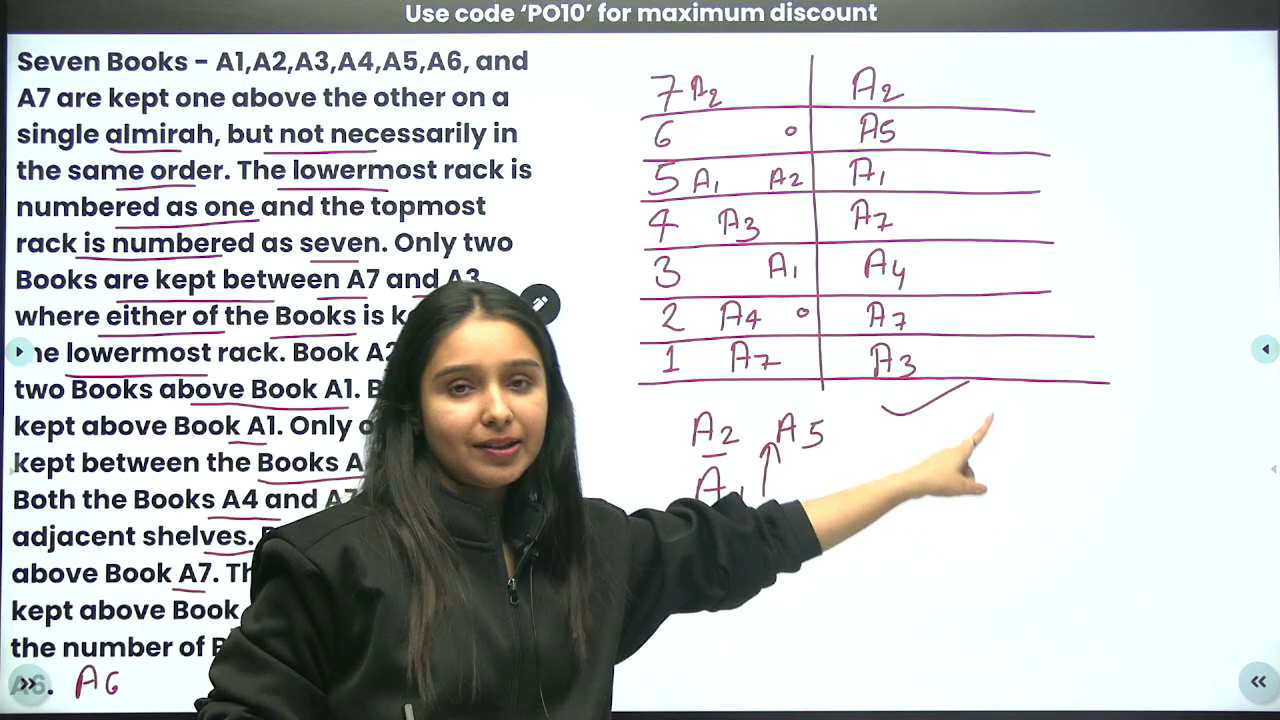 Use code ‘PO10’ for maximum discount
Seven Books – A1,A2,A3,A4,A5,A6, and
A7 are kept one above the other on a
single almirah, but not necessarily in
the same order. The lowermost rack is
numbered as one and the topmost
rack is numbered as seven. Only two
Books are kept between A7 and A3
where either of the Books is
lowermost rack. Book
two Books above Book A1.
kept above Book A1. Only
kept between the Books
Both the Books A4 and
adjacent shelves.
above Book A7.
kept above Book
the number of
A6. A6
7 A2 A2
6 o A5
5 A1 A2 A1
4 A3 A7
3 A1 A4
2 A4 o A7
1 A7 A3
A2 A5
A1